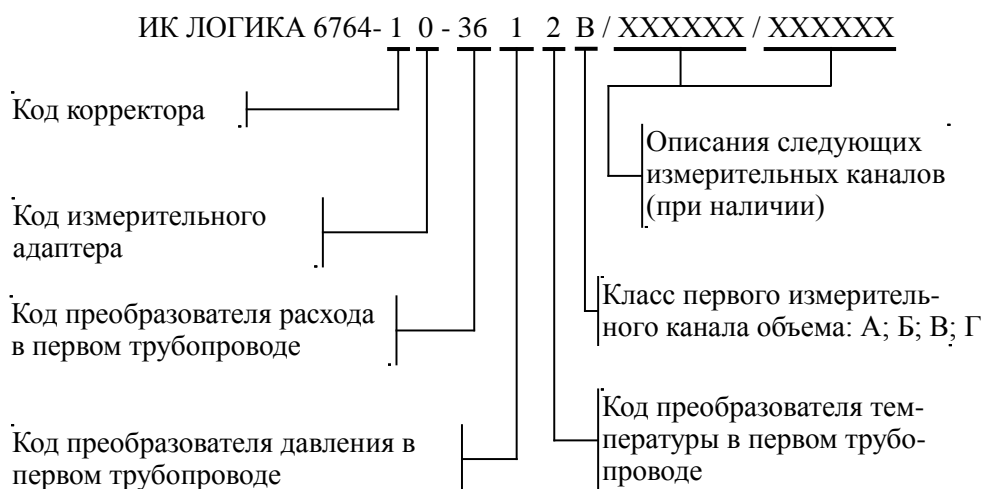 ИК ЛОГИКА 6764- 1 0 - 36 1 2 В / XXXXXX / XXXXXX
Код корректора
Описания следующих
измерительных каналов
(при наличии)
Код измерительного
адаптера
Класс первого измеритель-
ного канала объема: А; Б; В; Г
Код преобразователя расхода
в первом трубопроводе
Код преобразователя тем-
пературы в первом трубо-
проводе
Код преобразователя давления в
первом трубопроводе